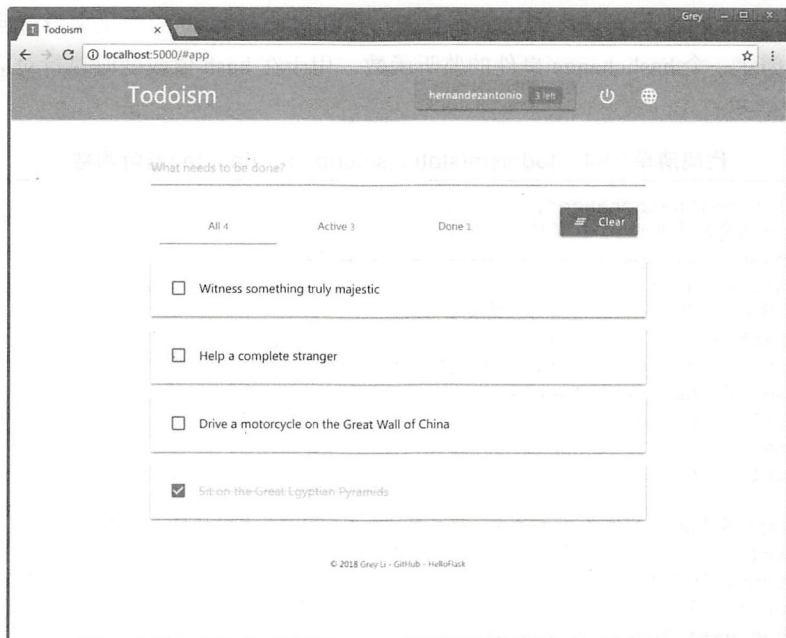 Grey
Todoism
localhost:5000/#app
Todoism
hernandezantonio 3 left
What needs to be done?
All 4 Active 3 Done 1 Clear
Witness something truly majestic
Help a complete stranger
Drive a motorcycle on the Great Wall of China
Sit on the Great Egyptian Pyramids
© 2018 Grey Li - GitHub - HelloFlask